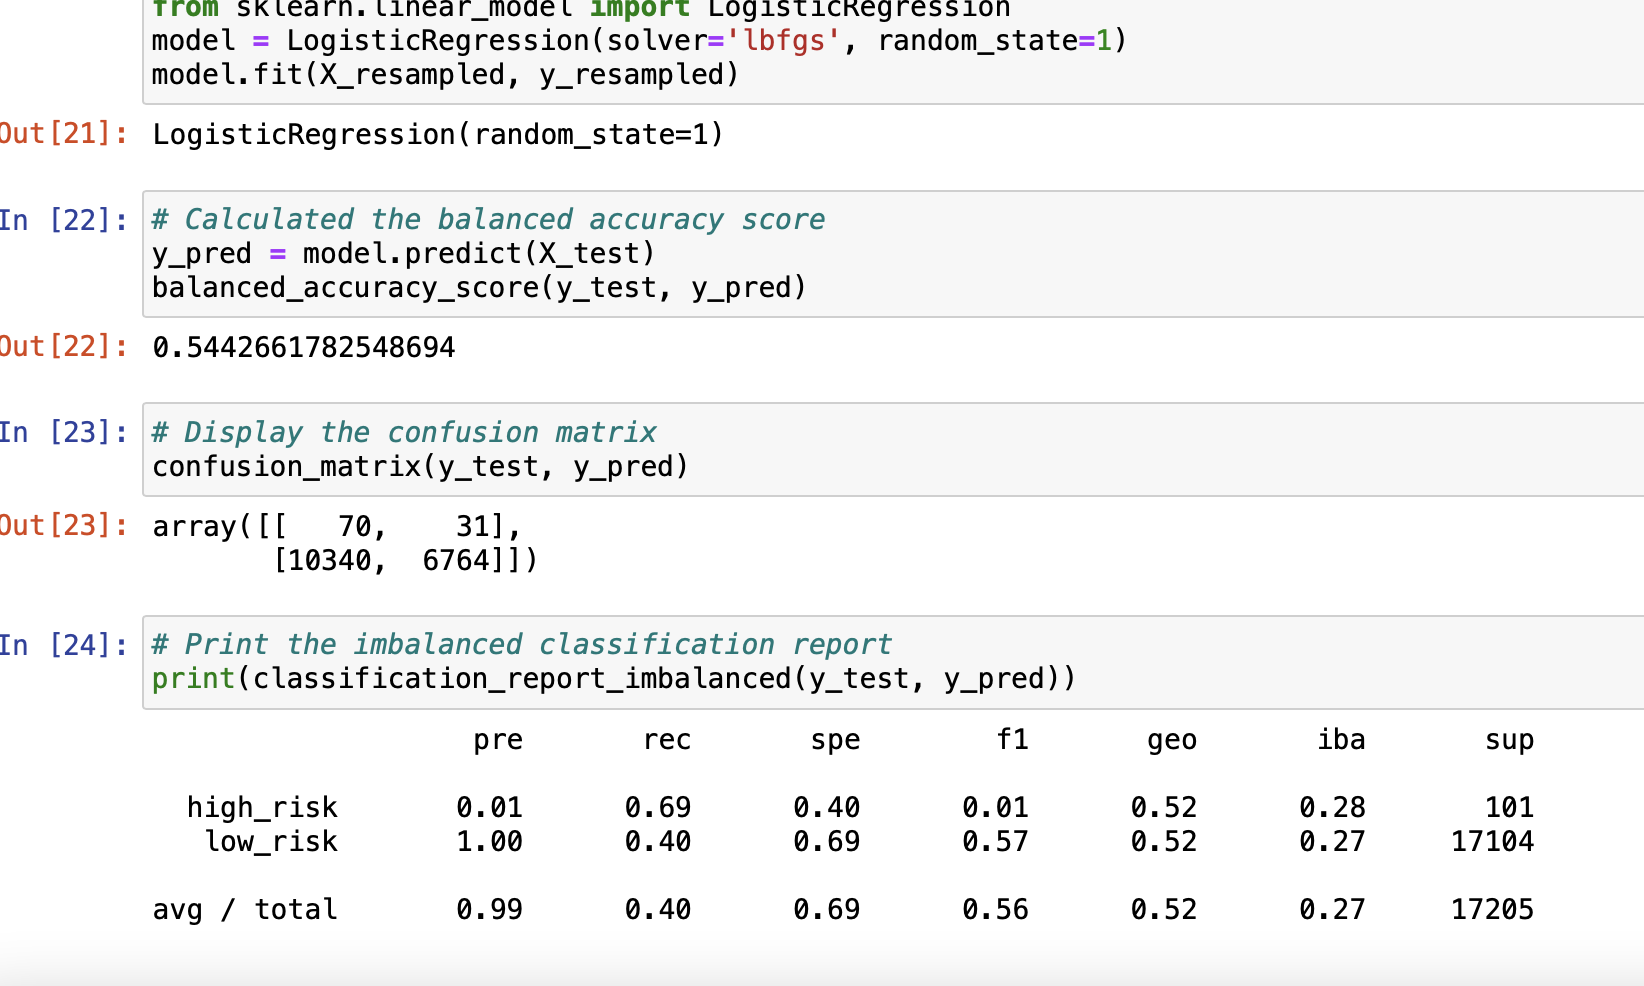 from sklearn.linear_model import LogisticRegression
model = LogisticRegression(solver='lbfgs', random_state=1)
model.fit(X_resampled, y_resampled)
Out[21]: LogisticRegression(random_state=1)
In [22]: # Calculated the balanced accuracy score
y_pred = model.predict(X_test)
balanced_accuracy_score(y_test, y_pred)
Out[22]: 0.5442661782548694
In [23]: # Display the confusion matrix
confusion_matrix(y_test, y_pred)
Out[23]: array([[   70,    31],
       [10340,  6764]])
In [24]: # Print the imbalanced classification report
print(classification_report_imbalanced(y_test, y_pred))
pre rec spe f1 geo iba sup
high_risk 0.01 0.69 0.40 0.01 0.52 0.28 101
low_risk 1.00 0.40 0.69 0.57 0.52 0.27 17104
avg / total 0.99 0.40 0.69 0.56 0.52 0.27 17205